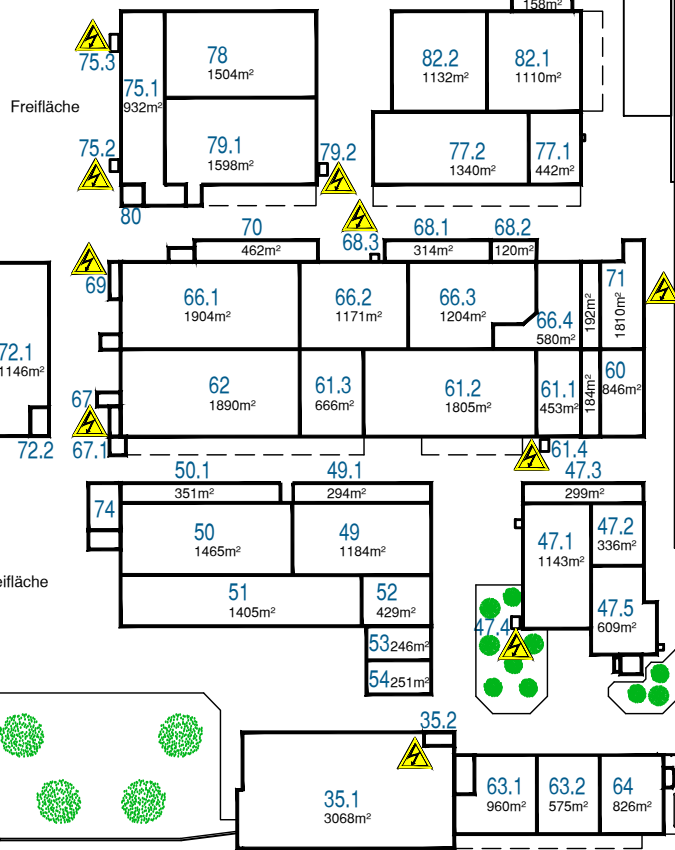 158m²
75.3
78
1504m²
82.2
1132m²
82.1
1110m²
75.1
932m²
Freifläche
75.2
79.1
1598m²
79.2
77.2
1340m²
77.1
442m²
80
70
462m²
68.3
68.1
314m²
68.2
120m²
69
66.1
1904m²
66.2
1171m²
66.3
1204m²
66.4
580m²
192m²
71
1810m²
72.1
1146m²
67
62
1890m²
61.3
666m²
61.2
1805m²
61.1
453m²
184m²
60
846m²
72.2
67.1
61.4
50.1
351m²
49.1
294m²
47.3
299m²
74
50
1465m²
49
1184m²
47.1
1143m²
47.2
336m²
eifläche
51
1405m²
52
429m²
47.5
609m²
47.4
53 246m²
54 251m²
35.2
35.1
3068m²
63.1
960m²
63.2
575m²
64
826m²